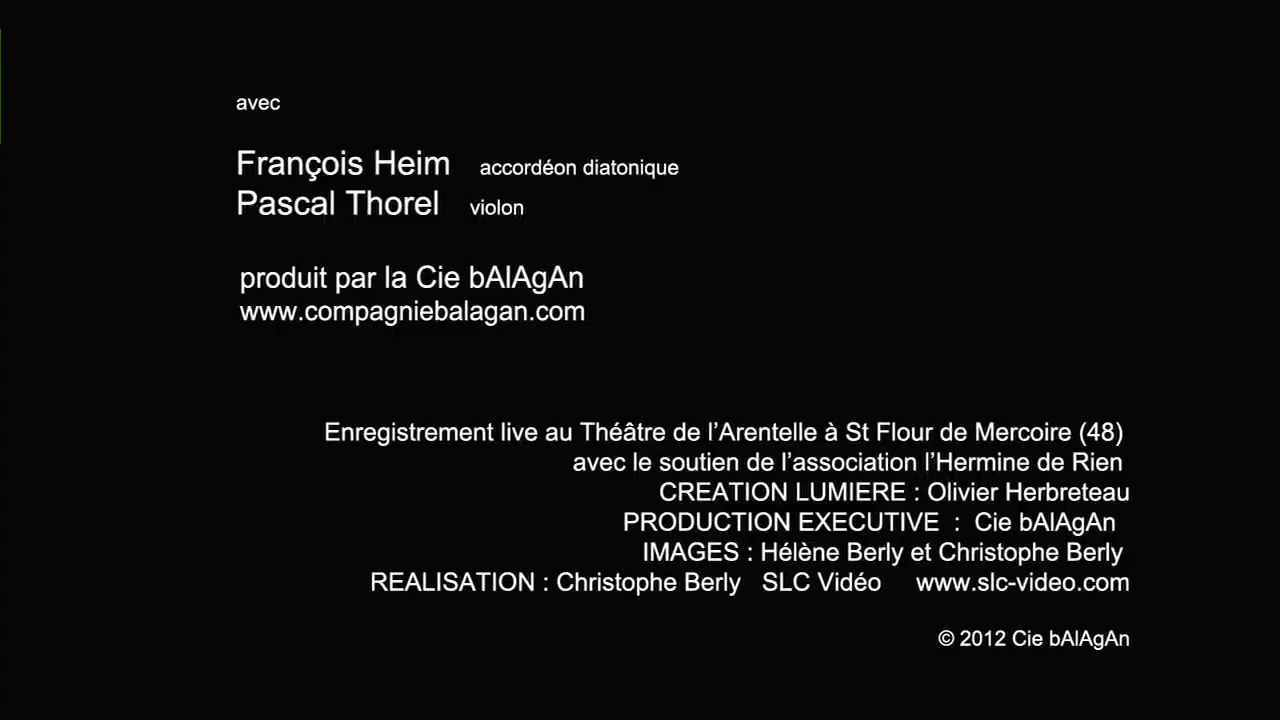 avec
François Heim accordéon diatonique
Pascal Thorel violon
produit par la Cie bAlAgAn
www.compagniebalagan.com
Enregistrement live au Théâtre de l’Arentelle à St Flour de Mercoire (48)
avec le soutien de l’association l’Hermine de Rien
CREATION LUMIERE : Olivier Herbreteau
PRODUCTION EXECUTIVE : Cie bAlAgAn
IMAGES : Hélène Berly et Christophe Berly
REALISATION : Christophe Berly SLC Vidéo www.slc-video.com
© 2012 Cie bAlAgAn